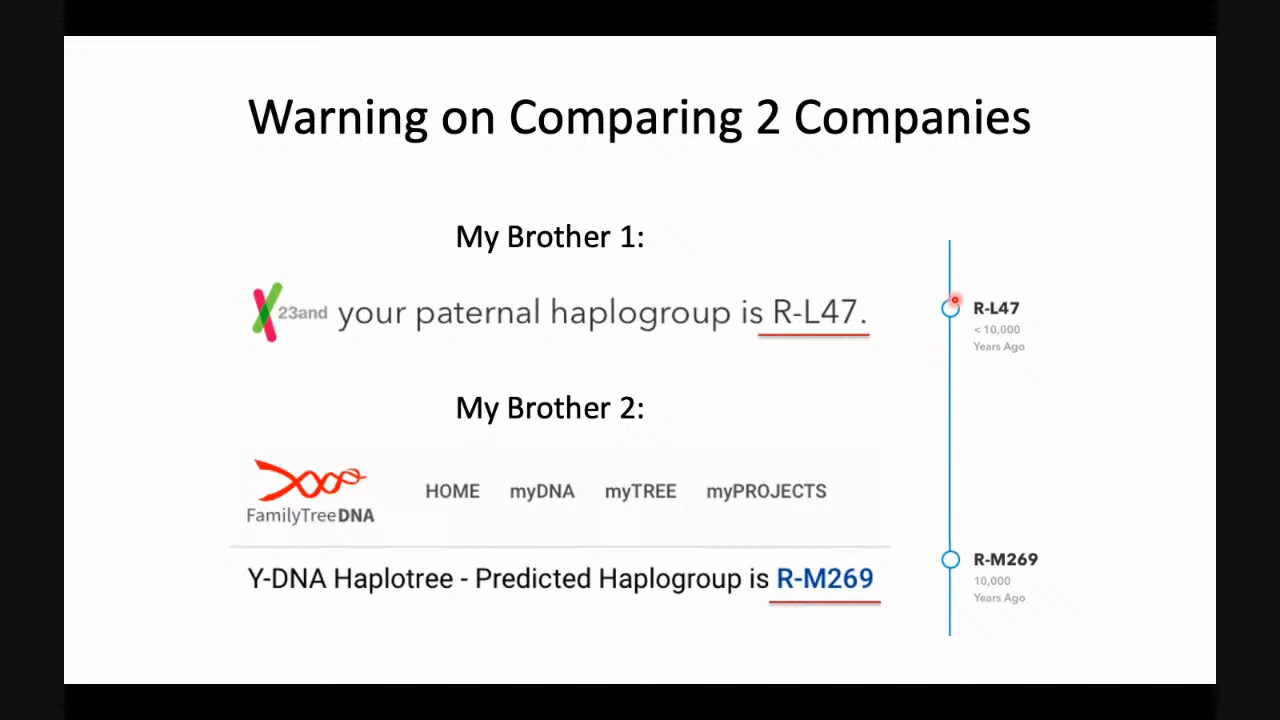 Warning on Comparing 2 Companies
My Brother 1:
23and your paternal haplogroup is R-L47.
R-L47
< 10,000
Years Ago
My Brother 2:
FamilyTreeDNA
HOME myDNA myTREE myPROJECTS
Y-DNA Haplotree - Predicted Haplogroup is R-M269
R-M269
10,000
Years Ago